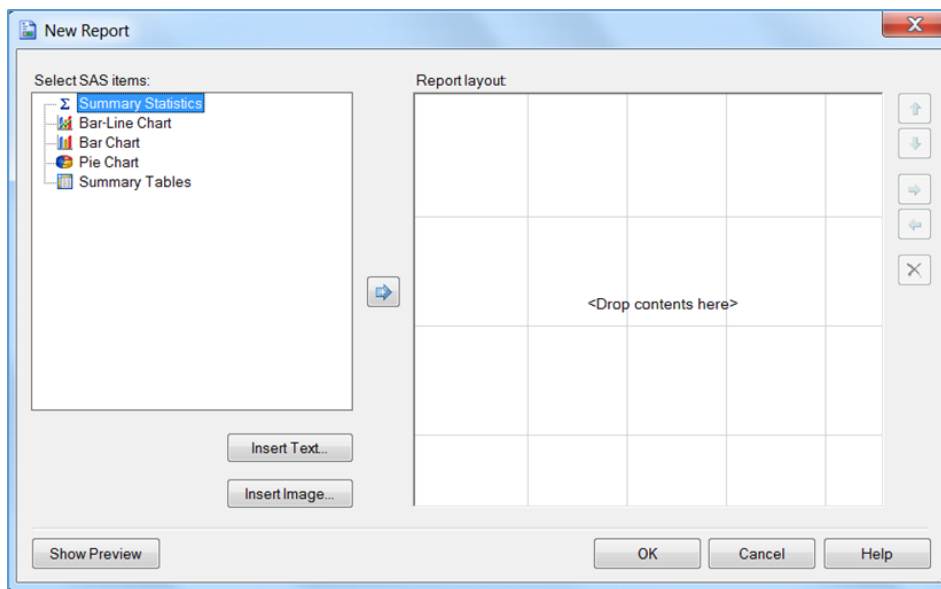 New Report
Select SAS items:
Summary Statistics
Bar-Line Chart
Bar Chart
Pie Chart
Summary Tables
Insert Text...
Insert Image...
Report layout:
<Drop contents here>
Show Preview
OK
Cancel
Help